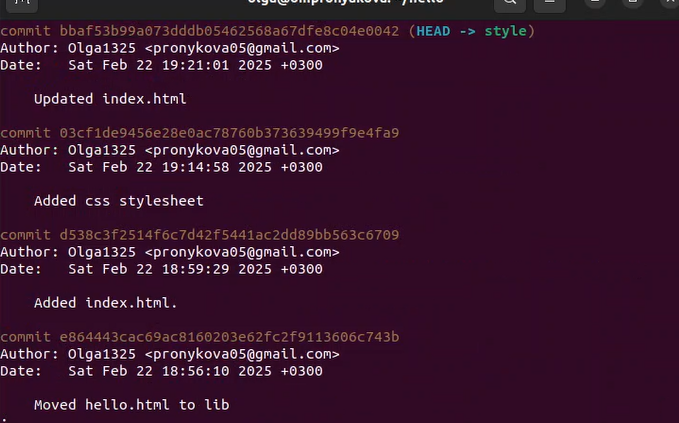 commit bbaf53b99a073dddb05462568a67dfe8c04e0042 (HEAD -> style)
Author: Olga1325 <pronykova05@gmail.com>
Date:   Sat Feb 22 19:21:01 2025 +0300
Updated index.html
commit 03cf1de9456e28e0ac78760b373639499f9e4fa9
Author: Olga1325 <pronykova05@gmail.com>
Date:   Sat Feb 22 19:14:58 2025 +0300
Added css stylesheet
commit d538c3f2514f6c7d42f5441ac2dd89bb563c6709
Author: Olga1325 <pronykova05@gmail.com>
Date:   Sat Feb 22 18:59:29 2025 +0300
Added index.html.
commit e864443cac69ac8160203e62fc2f9113606c743b
Author: Olga1325 <pronykova05@gmail.com>
Date:   Sat Feb 22 18:56:10 2025 +0300
Moved hello.html to lib